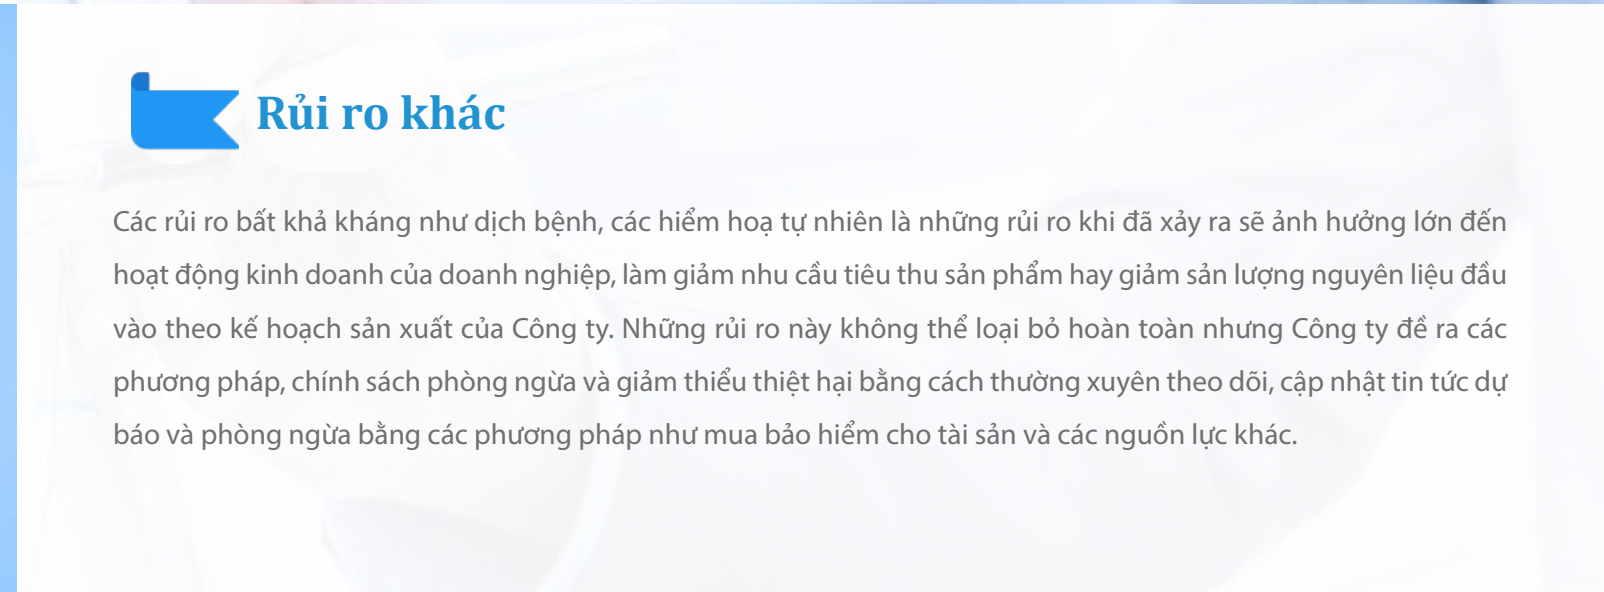 Rủi ro khác
Các rủi ro bất khả kháng như dịch bệnh, các hiểm hoạ tự nhiên là những rủi ro khi đã xảy ra sẽ ảnh hưởng lớn đến
hoạt động kinh doanh của doanh nghiệp, làm giảm nhu cầu tiêu thu sản phẩm hay giảm sản lượng nguyên liệu đầu
vào theo kế hoạch sản xuất của Công ty. Những rủi ro này không thể loại bỏ hoàn toàn nhưng Công ty đề ra các
phương pháp, chính sách phòng ngừa và giảm thiểu thiệt hại bằng cách thường xuyên theo dõi, cập nhật tin tức dự
báo và phòng ngừa bằng các phương pháp như mua bảo hiểm cho tài sản và các nguồn lực khác.